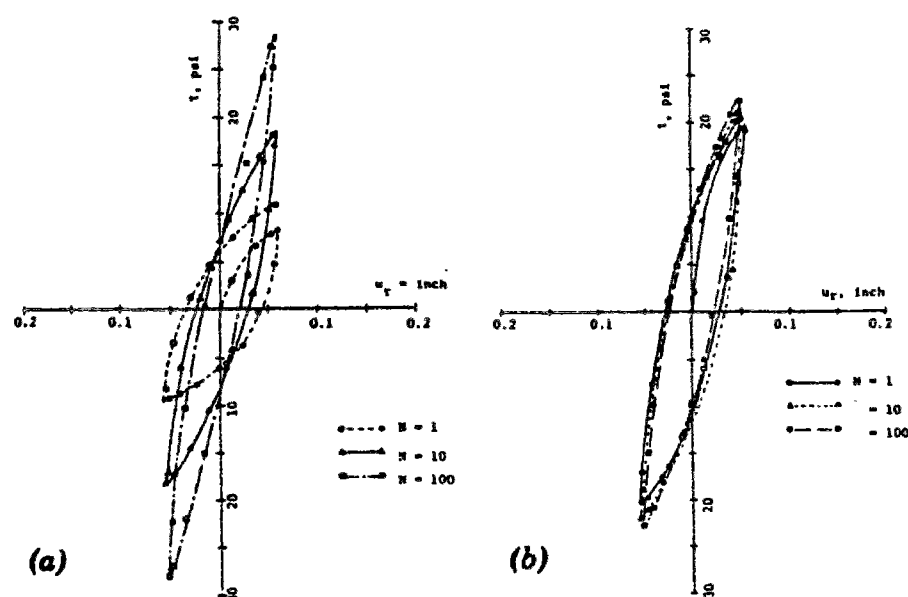 30
20
τ, psi
u_r = inch
0.2
0.1
0.1
0.2
10
20
30
N = 1
N = 10
N = 100
(a)
30
20
τ, psi
u_r, inch
0.2
0.1
0.1
0.2
10
20
30
N = 1
= 10
= 100
(b)